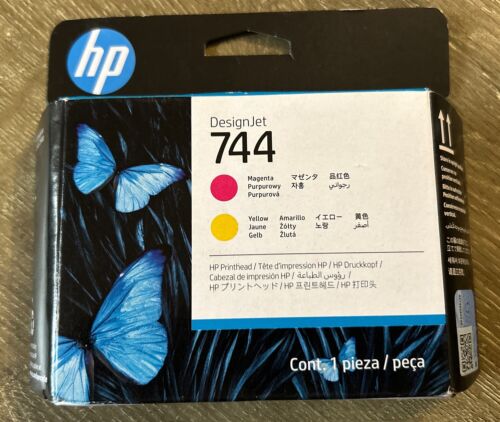 hp
DesignJet
744
Magenta マゼンタ 品红色
Purpurowy 자홍 رجواني
Purpurová
Yellow Amarillo イエロー 黄色
Jaune Żółty 노랑 أصفر
Gelb Žlutá
HP Printhead / Tête d'impression HP / HP Druckkopf /
Cabezal de impresión HP / رؤوس الطباعة HP /
HP プリントヘッド / HP 프린트헤드 / HP 打印头
Cont. 1 pieza / peça